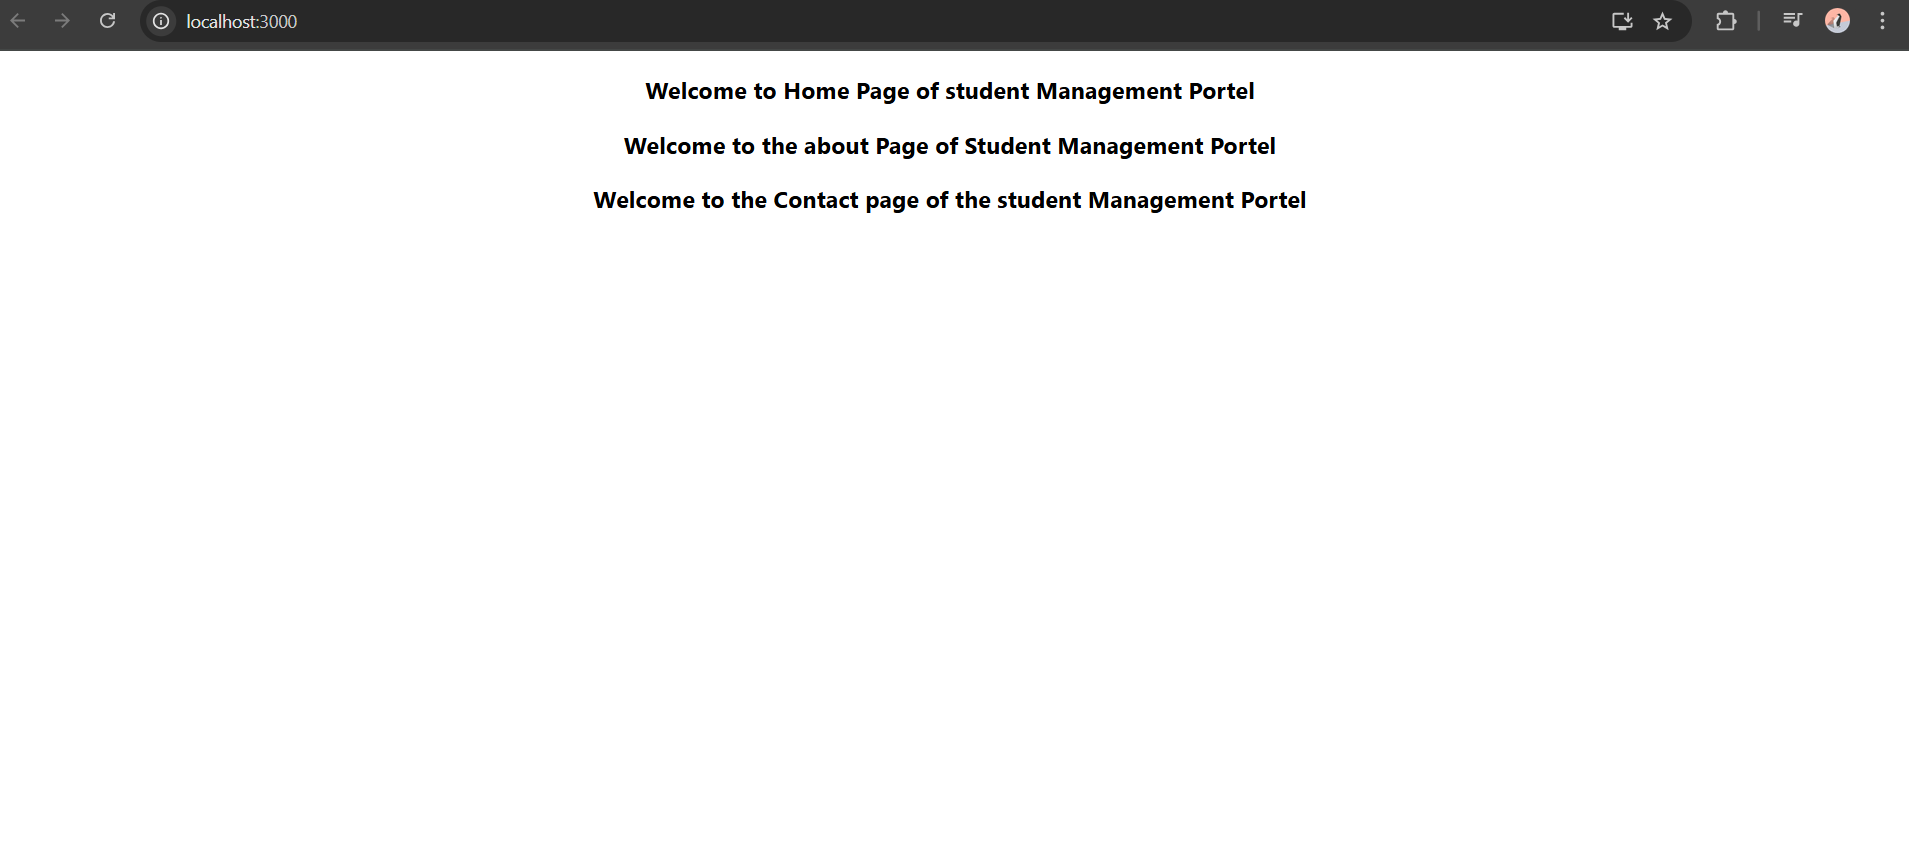 localhost:3000
Welcome to Home Page of student Management Portel
Welcome to the about Page of Student Management Portel
Welcome to the Contact page of the student Management Portel